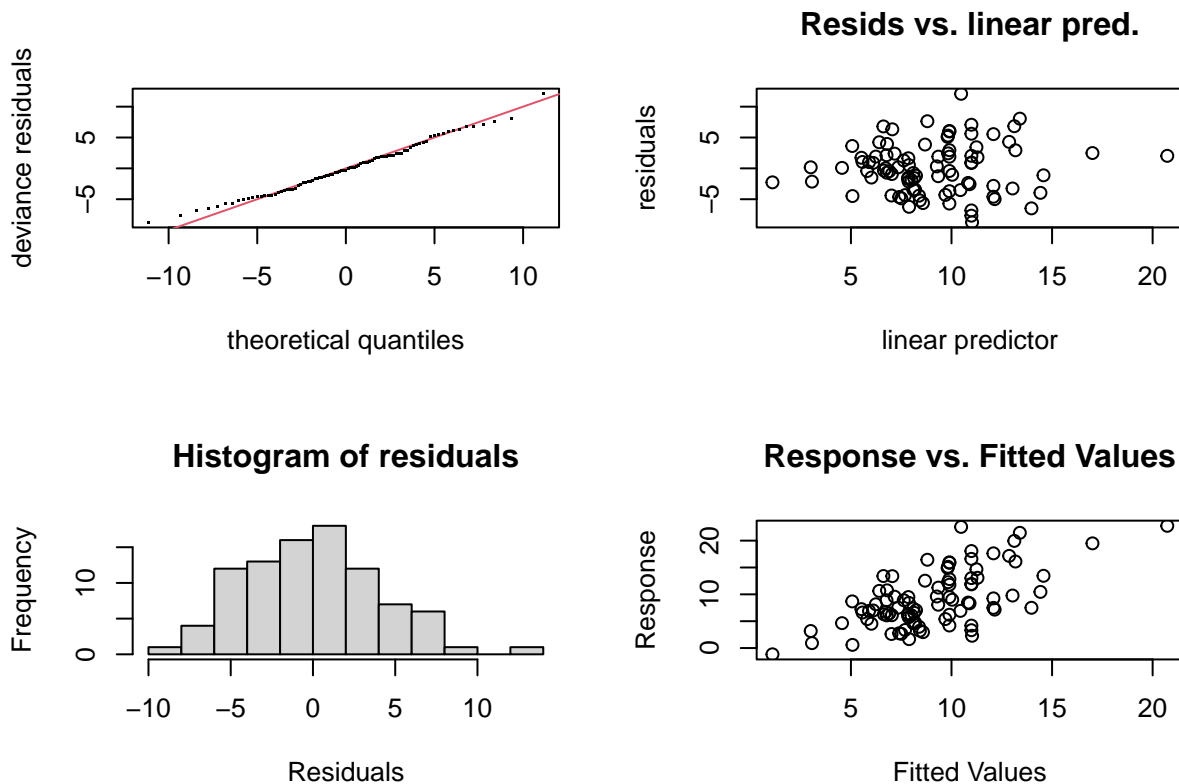 deviance residuals
5
−5
−10 −5 0 5 10
theoretical quantiles
Resids vs. linear pred.
residuals
5
−5
5 10 15 20
linear predictor
Histogram of residuals
Frequency
10
0
−10 −5 0 5 10
Residuals
Response vs. Fitted Values
Response
20
10
0
5 10 15 20
Fitted Values